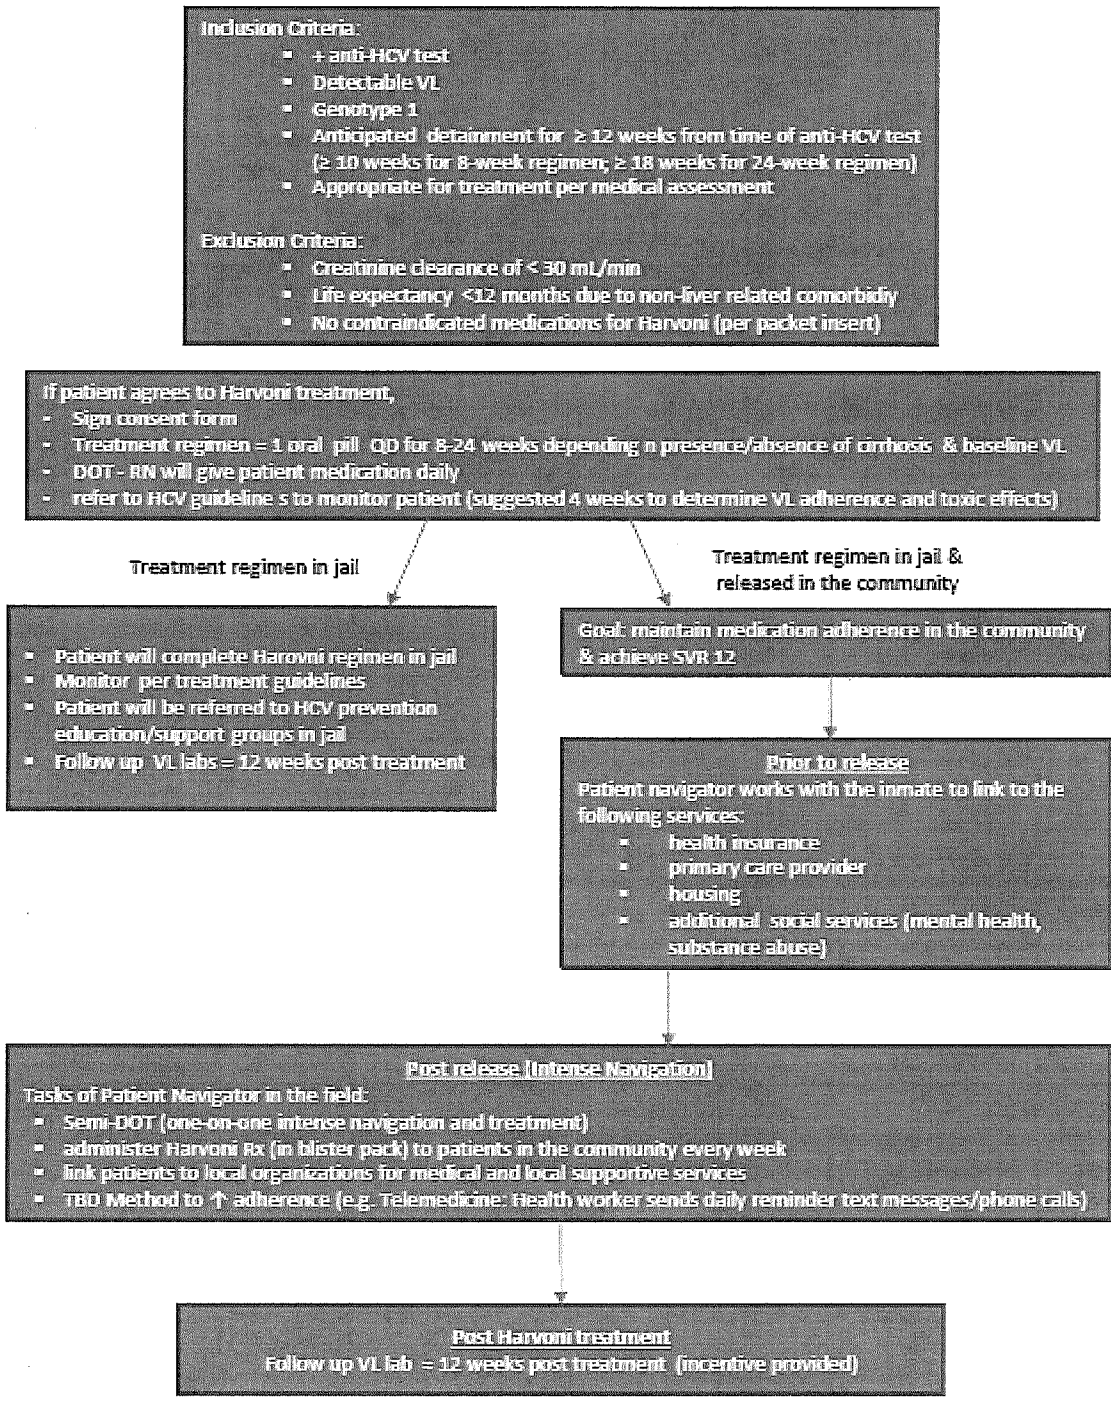 Inclusion Criteria:
▪ + anti-HCV test
▪ Detectable VL
▪ Genotype 1
▪ Anticipated detainment for ≥ 12 weeks from time of anti-HCV test
(≥ 10 weeks for 8-week regimen; ≥ 18 weeks for 24-week regimen)
▪ Appropriate for treatment per medical assessment
Exclusion Criteria:
▪ Creatinine clearance of < 30 mL/min
▪ Life expectancy <12 months due to non-liver related comorbidiy
▪ No contraindicated medications for Harvoni (per packet insert)
If patient agrees to Harvoni treatment,
- Sign consent form
- Treatment regimen = 1 oral pill QD for 8-24 weeks depending n presence/absence of cirrhosis & baseline VL
- DOT - RN will give patient medication daily
- refer to HCV guideline s to monitor patient (suggested 4 weeks to determine VL adherence and toxic effects)
Treatment regimen in jail
Treatment regimen in jail &
released in the community
▪ Patient will complete Harovni regimen in jail
▪ Monitor per treatment guidelines
▪ Patient will be referred to HCV prevention
education/support groups in jail
▪ Follow up VL labs = 12 weeks post treatment
Goal: maintain medication adherence in the community
& achieve SVR 12
Prior to release
Patient navigator works with the inmate to link to the
following services:
▪ health insurance
▪ primary care provider
▪ housing
▪ additional social services (mental health,
substance abuse)
Post release (Intense Navigation)
Tasks of Patient Navigator in the field:
▪ Semi-DOT (one-on-one intense navigation and treatment)
▪ administer Harvoni Rx (in blister pack) to patients in the community every week
▪ link patients to local organizations for medical and local supportive services
▪ TBD Method to ↑ adherence (e.g. Telemedicine: Health worker sends daily reminder text messages/phone calls)
Post Harvoni treatment
Follow up VL lab = 12 weeks post treatment (incentive provided)